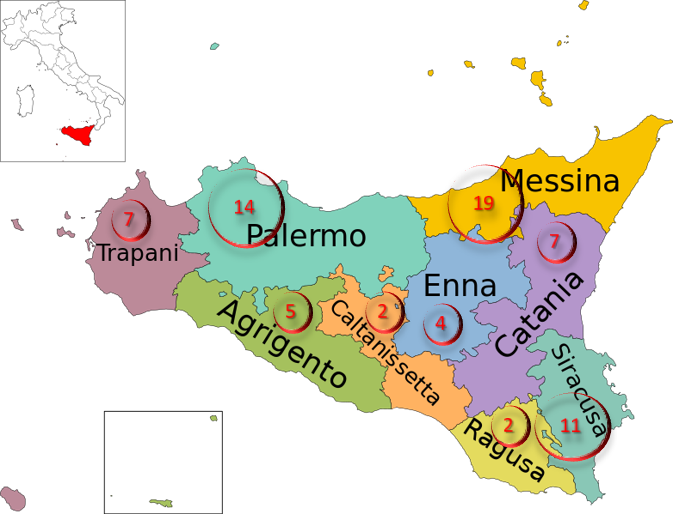 Messina
19
14
Palermo
7
Trapani
7
Catania
Enna
4
5
Agrigento
2
Caltanissetta
Siracusa
11
2
Ragusa